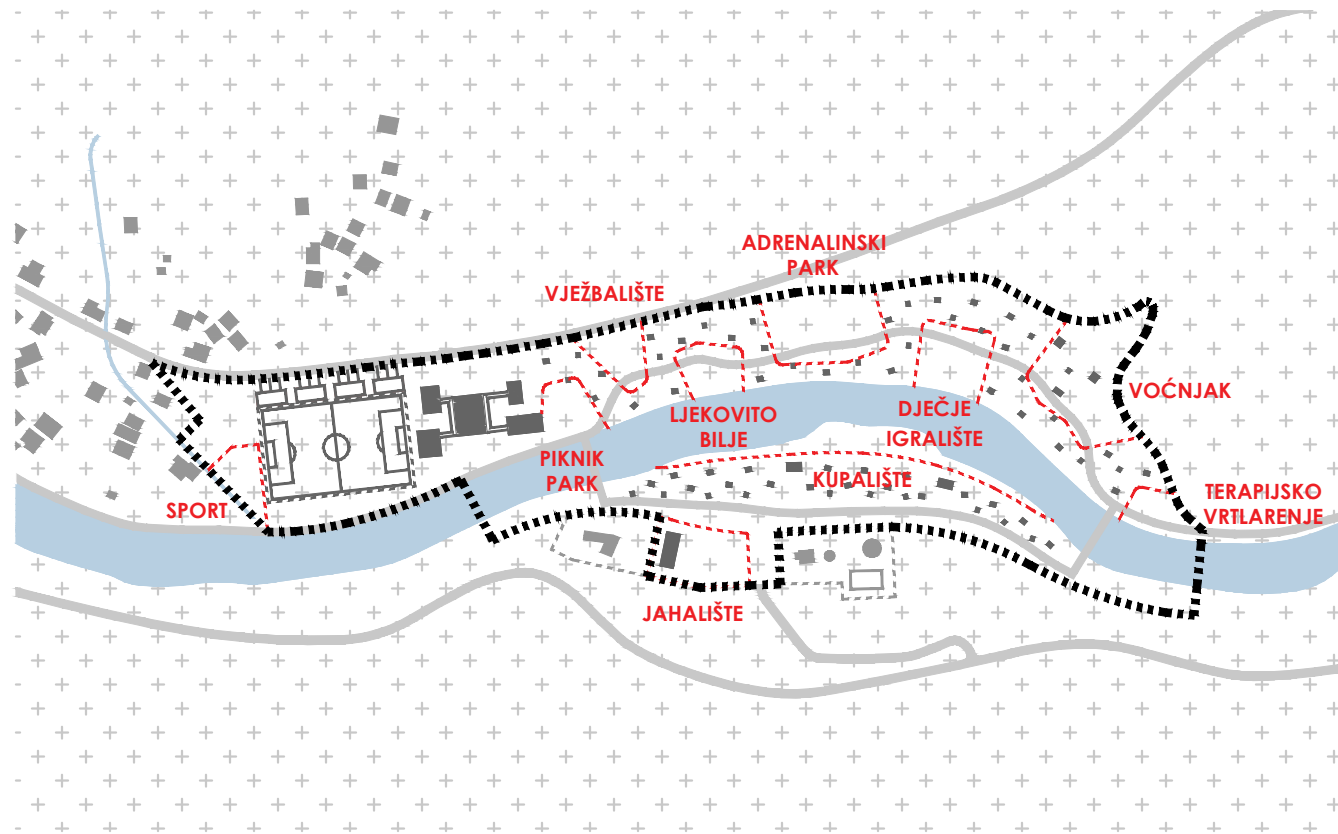 ADRENALINSKI
PARK
VJEŽBALIŠTE
VOĆNJAK
LJEKOVITO
BILJE
DJEČJE
IGRALIŠTE
PIKNIK
PARK
KUPALIŠTE
SPORT
TERAPIJSKO
VRTLARENJE
JAHALIŠTE